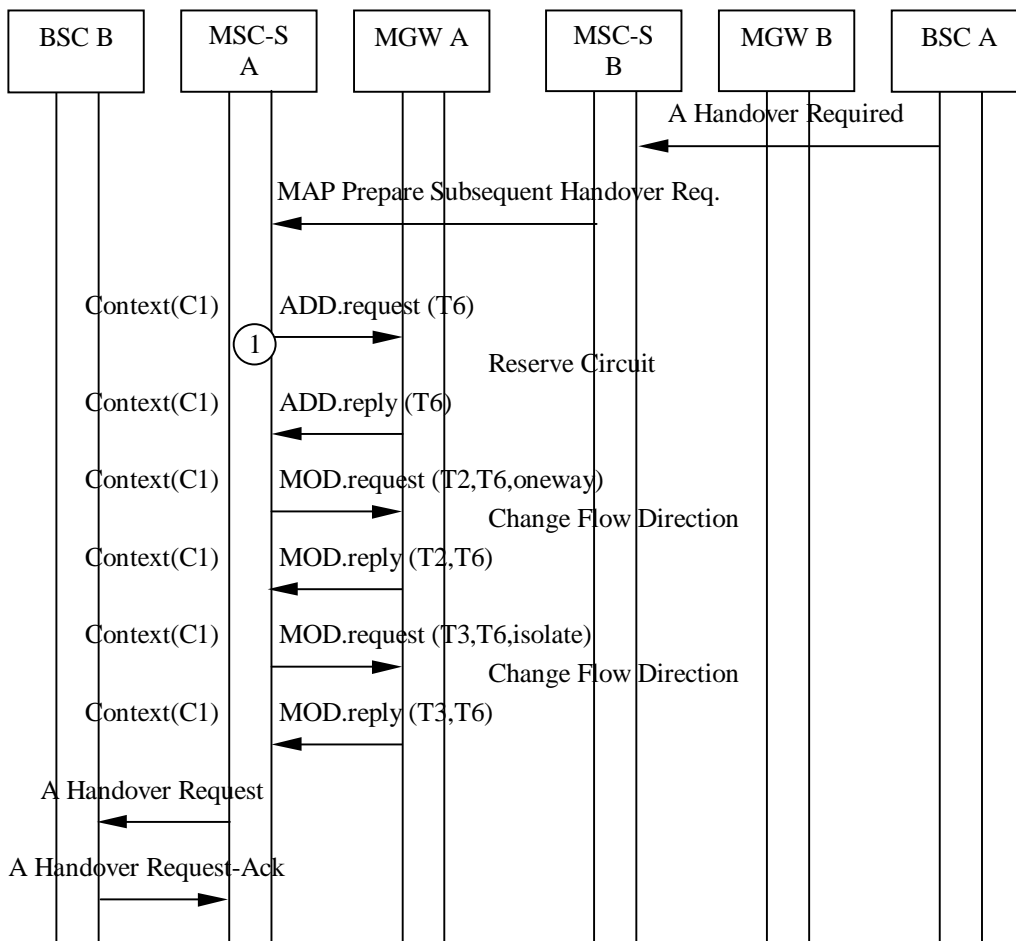 BSC B
MSC-S
A
MGW A
MSC-S
B
MGW B
BSC A
A Handover Required
MAP Prepare Subsequent Handover Req.
Context(C1)
ADD.request (T6)
1
Reserve Circuit
Context(C1)
ADD.reply (T6)
Context(C1)
MOD.request (T2,T6,oneway)
Change Flow Direction
Context(C1)
MOD.reply (T2,T6)
Context(C1)
MOD.request (T3,T6,isolate)
Change Flow Direction
Context(C1)
MOD.reply (T3,T6)
A Handover Request
A Handover Request-Ack